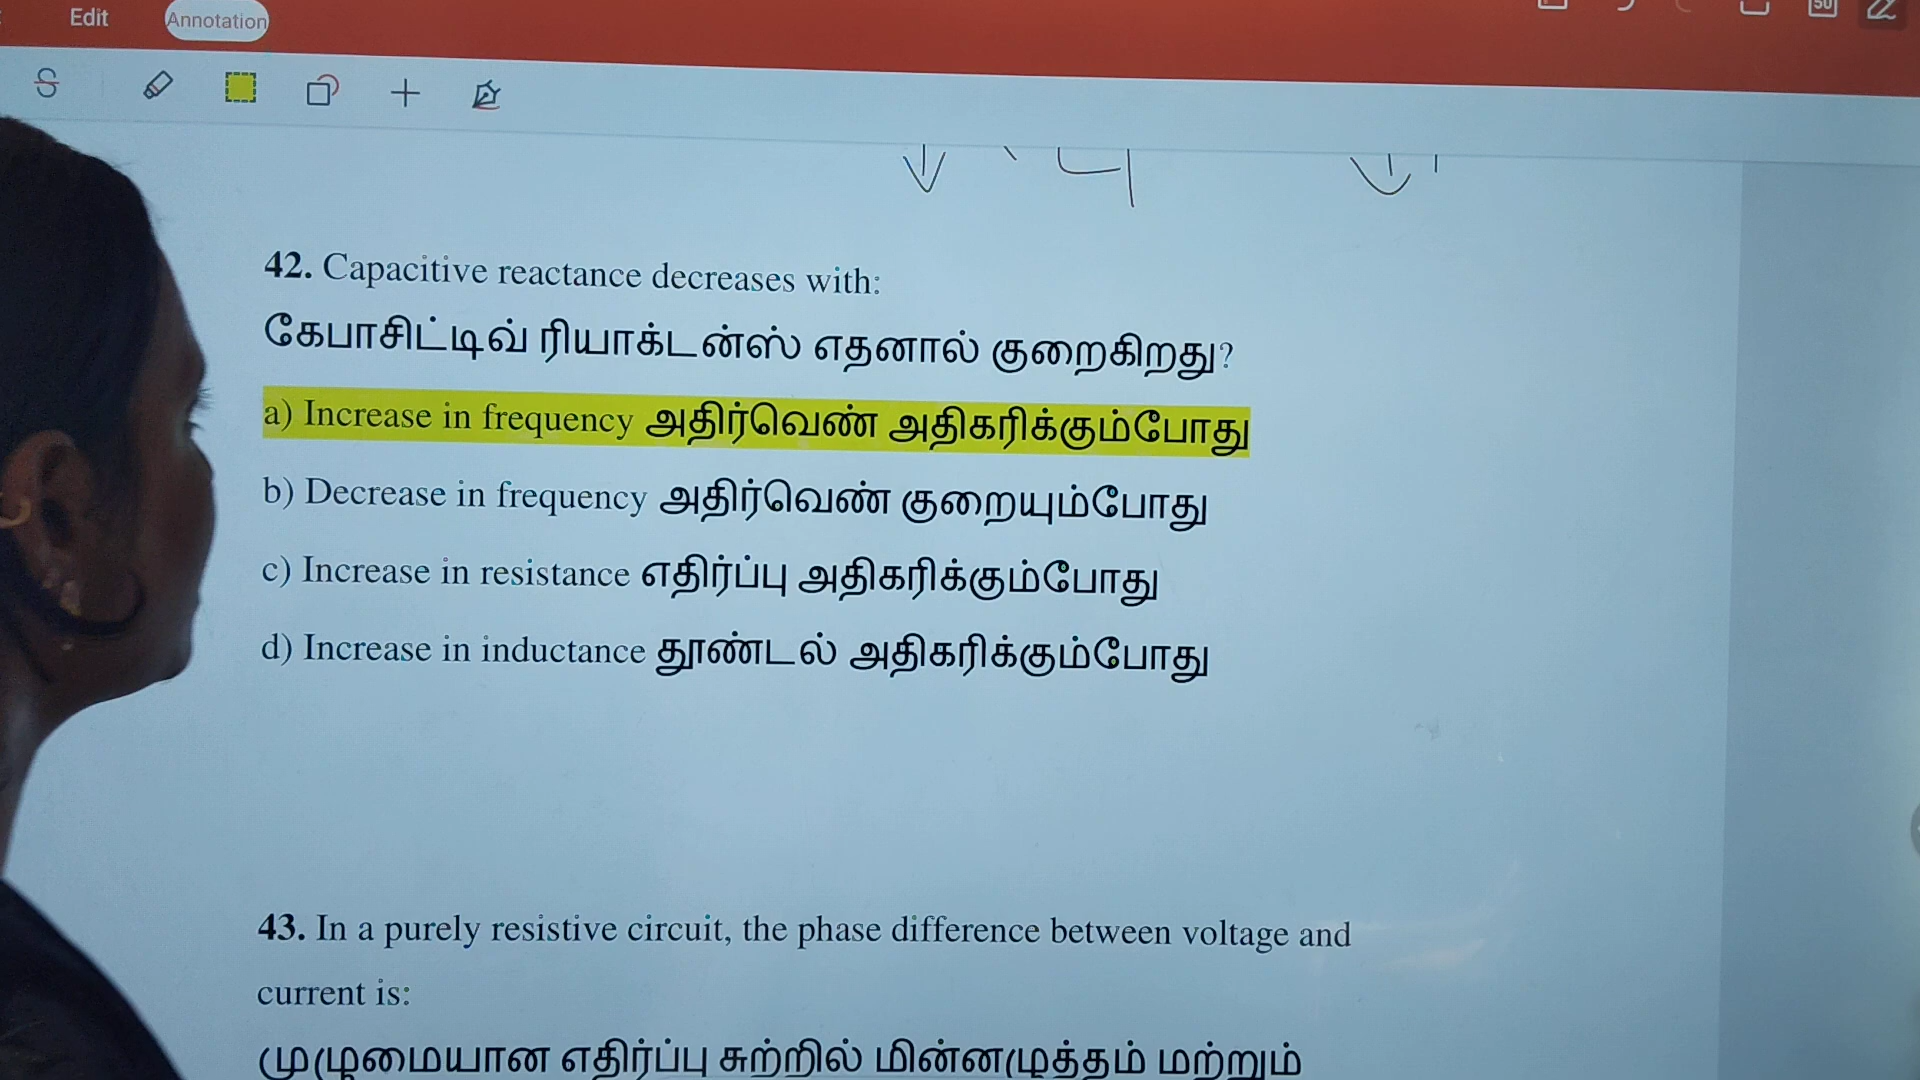 Edit Annotation
50
42. Capacitive reactance decreases with:
கேபாசிட்டிவ் ரியாக்டன்ஸ் எதனால் குறைகிறது?
a) Increase in frequency அதிர்வெண் அதிகரிக்கும்போது
b) Decrease in frequency அதிர்வெண் குறையும்போது
c) Increase in resistance எதிர்ப்பு அதிகரிக்கும்போது
d) Increase in inductance தூண்டல் அதிகரிக்கும்போது
43. In a purely resistive circuit, the phase difference between voltage and
current is:
முழுமையான எதிர்ப்பு சுற்றில் மின்னழுத்தம் மற்றும்